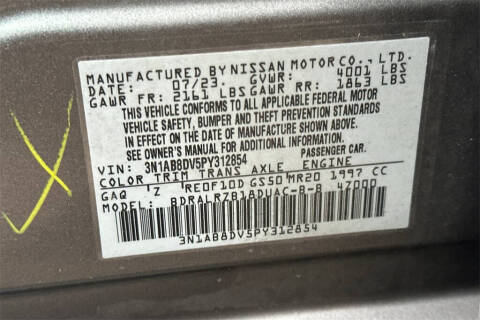 MANUFACTURED BY NISSAN MOTOR CO., LTD.
DATE: 07/23 GVWR: 4001 LBS
GAWR FR: 2161 LBS GAWR RR: 1863 LBS
THIS VEHICLE CONFORMS TO ALL APPLICABLE FEDERAL MOTOR
VEHICLE SAFETY, BUMPER AND THEFT PREVENTION STANDARDS
IN EFFECT ON THE DATE OF MANUFACTURE SHOWN ABOVE.
SEE OWNER'S MANUAL FOR ADDITIONAL INFORMATION
VIN: 3N1AB8DV5PY312854 PASSENGER CAR.
COLOR TRIM TRANS AXLE ENGINE
GAQ Z RE0F10D GS50 MR20 1997 CC
MODEL: BDRALRZB18DUAC-B-B 4Z000
3N1AB8DV5PY312854